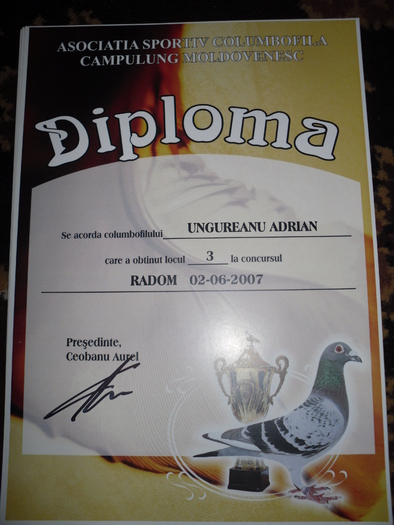 ASOCIATIA SPORTIV COLUMBOFILA
CAMPULUNG MOLDOVENESC
Diploma
Se acorda columbofilului UNGUREANU ADRIAN
care a obtinut locul 3 la concursul
RADOM 02-06-2007
Preşedinte,
Ceobanu Aurel